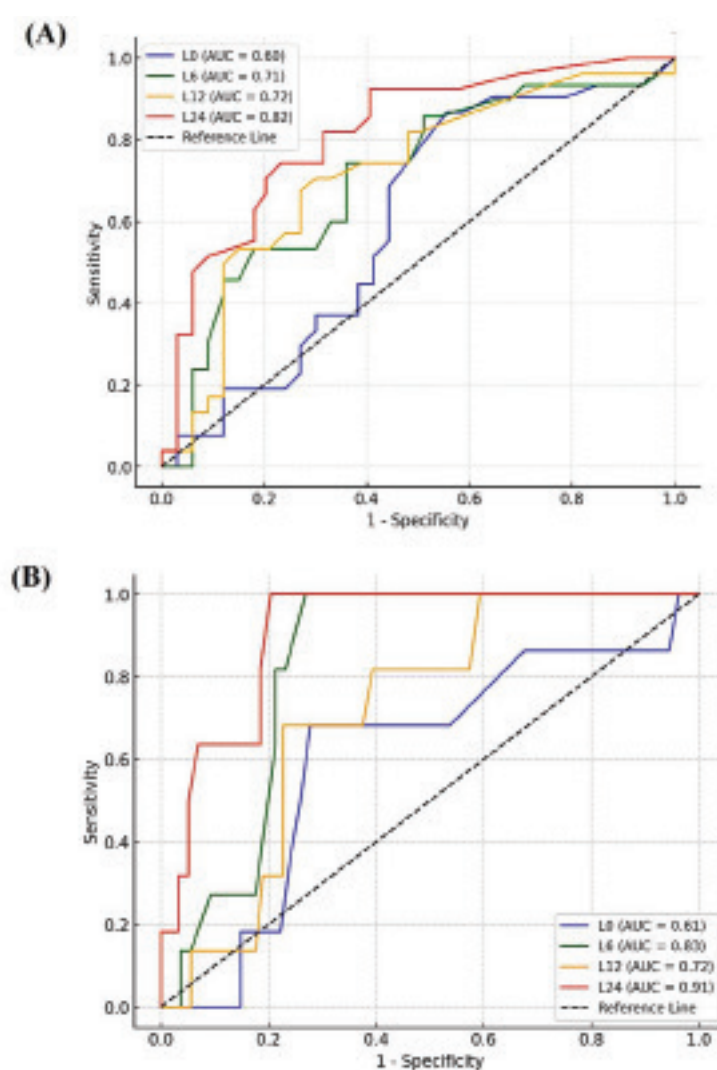 (A)
L0 (AUC = 0.60)
L6 (AUC = 0.71)
L12 (AUC = 0.72)
L24 (AUC = 0.82)
Reference Line
1.0
0.8
0.6
0.4
0.2
0.0
Sensitivity
0.0 0.2 0.4 0.6 0.8 1.0
1 - Specificity
(B)
1.0
0.8
0.6
0.4
0.2
0.0
Sensitivity
L0 (AUC = 0.61)
L6 (AUC = 0.83)
L12 (AUC = 0.72)
L24 (AUC = 0.91)
Reference Line
0.0 0.2 0.4 0.6 0.8 1.0
1 - Specificity